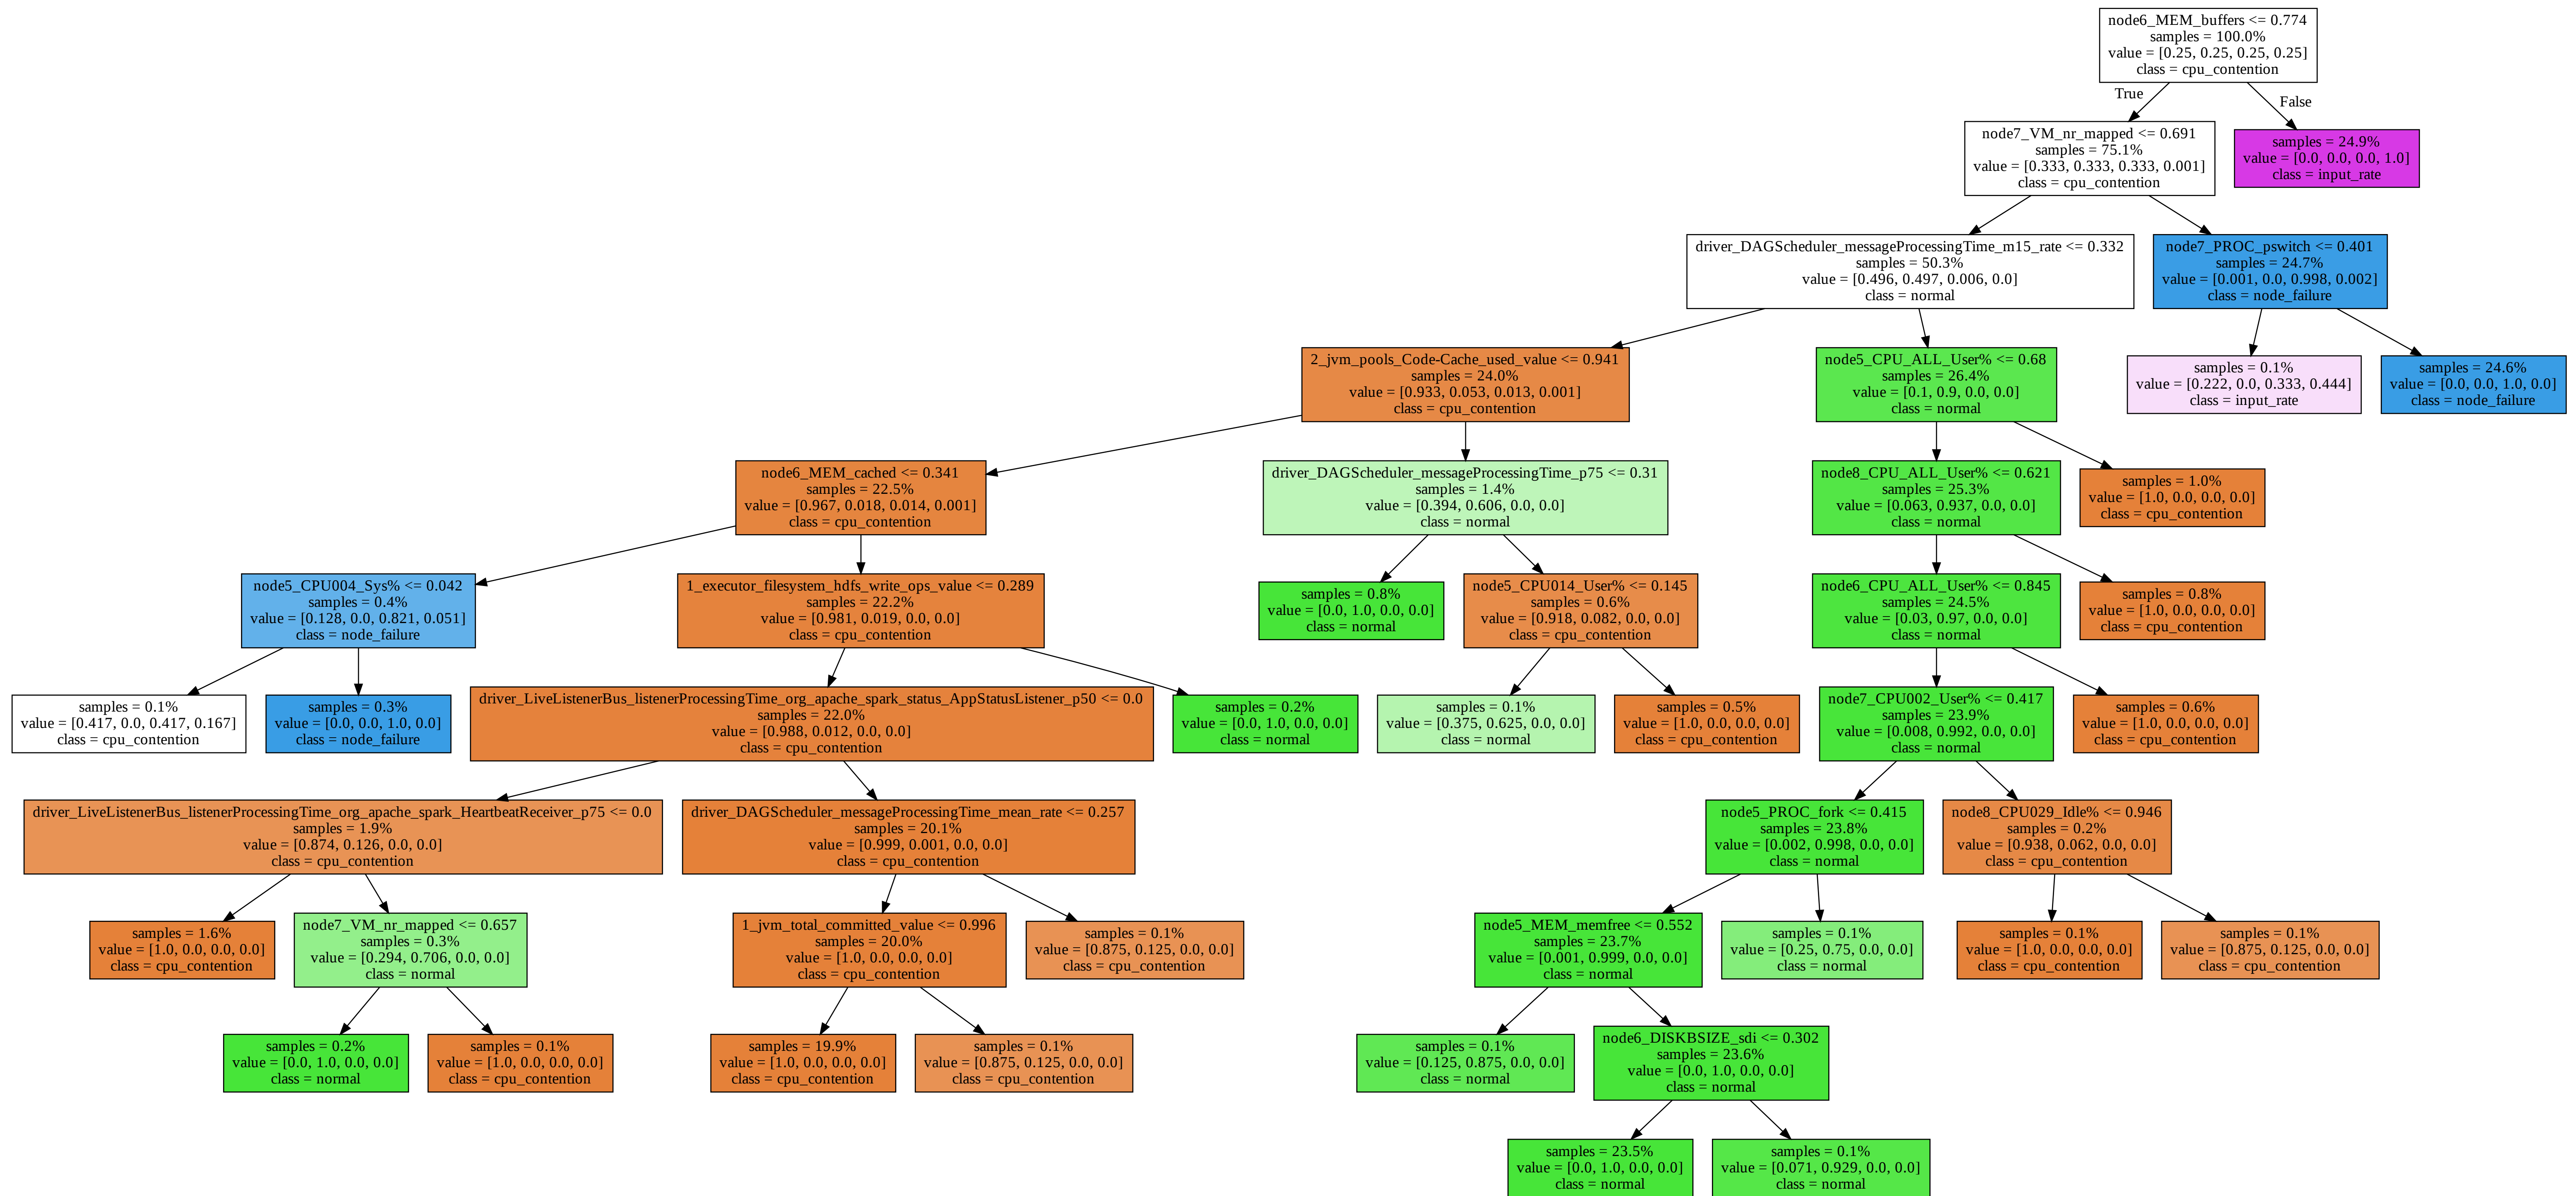 node6_MEM_buffers <= 0.774
samples = 100.0%
value = [0.25, 0.25, 0.25, 0.25]
class = cpu_contention
True
False
node7_VM_nr_mapped <= 0.691
samples = 75.1%
value = [0.333, 0.333, 0.333, 0.001]
class = cpu_contention
samples = 24.9%
value = [0.0, 0.0, 0.0, 1.0]
class = input_rate
driver_DAGScheduler_messageProcessingTime_m15_rate <= 0.332
samples = 50.3%
value = [0.496, 0.497, 0.006, 0.0]
class = normal
node7_PROC_pswitch <= 0.401
samples = 24.7%
value = [0.001, 0.0, 0.998, 0.002]
class = node_failure
2_jvm_pools_Code-Cache_used_value <= 0.941
samples = 24.0%
value = [0.933, 0.053, 0.013, 0.001]
class = cpu_contention
node5_CPU_ALL_User% <= 0.68
samples = 26.4%
value = [0.1, 0.9, 0.0, 0.0]
class = normal
samples = 0.1%
value = [0.222, 0.0, 0.333, 0.444]
class = input_rate
samples = 24.6%
value = [0.0, 0.0, 1.0, 0.0]
class = node_failure
node6_MEM_cached <= 0.341
samples = 22.5%
value = [0.967, 0.018, 0.014, 0.001]
class = cpu_contention
driver_DAGScheduler_messageProcessingTime_p75 <= 0.31
samples = 1.4%
value = [0.394, 0.606, 0.0, 0.0]
class = normal
node8_CPU_ALL_User% <= 0.621
samples = 25.3%
value = [0.063, 0.937, 0.0, 0.0]
class = normal
samples = 1.0%
value = [1.0, 0.0, 0.0, 0.0]
class = cpu_contention
node5_CPU004_Sys% <= 0.042
samples = 0.4%
value = [0.128, 0.0, 0.821, 0.051]
class = node_failure
1_executor_filesystem_hdfs_write_ops_value <= 0.289
samples = 22.2%
value = [0.981, 0.019, 0.0, 0.0]
class = cpu_contention
samples = 0.8%
value = [0.0, 1.0, 0.0, 0.0]
class = normal
node5_CPU014_User% <= 0.145
samples = 0.6%
value = [0.918, 0.082, 0.0, 0.0]
class = cpu_contention
node6_CPU_ALL_User% <= 0.845
samples = 24.5%
value = [0.03, 0.97, 0.0, 0.0]
class = normal
samples = 0.8%
value = [1.0, 0.0, 0.0, 0.0]
class = cpu_contention
samples = 0.1%
value = [0.417, 0.0, 0.417, 0.167]
class = cpu_contention
samples = 0.3%
value = [0.0, 0.0, 1.0, 0.0]
class = node_failure
driver_LiveListenerBus_listenerProcessingTime_org_apache_spark_status_AppStatusListener_p50 <= 0.0
samples = 22.0%
value = [0.988, 0.012, 0.0, 0.0]
class = cpu_contention
samples = 0.2%
value = [0.0, 1.0, 0.0, 0.0]
class = normal
samples = 0.1%
value = [0.375, 0.625, 0.0, 0.0]
class = normal
samples = 0.5%
value = [1.0, 0.0, 0.0, 0.0]
class = cpu_contention
node7_CPU002_User% <= 0.417
samples = 23.9%
value = [0.008, 0.992, 0.0, 0.0]
class = normal
samples = 0.6%
value = [1.0, 0.0, 0.0, 0.0]
class = cpu_contention
driver_LiveListenerBus_listenerProcessingTime_org_apache_spark_HeartbeatReceiver_p75 <= 0.0
samples = 1.9%
value = [0.874, 0.126, 0.0, 0.0]
class = cpu_contention
driver_DAGScheduler_messageProcessingTime_mean_rate <= 0.257
samples = 20.1%
value = [0.999, 0.001, 0.0, 0.0]
class = cpu_contention
node5_PROC_fork <= 0.415
samples = 23.8%
value = [0.002, 0.998, 0.0, 0.0]
class = normal
node8_CPU029_Idle% <= 0.946
samples = 0.2%
value = [0.938, 0.062, 0.0, 0.0]
class = cpu_contention
samples = 1.6%
value = [1.0, 0.0, 0.0, 0.0]
class = cpu_contention
node7_VM_nr_mapped <= 0.657
samples = 0.3%
value = [0.294, 0.706, 0.0, 0.0]
class = normal
1_jvm_total_committed_value <= 0.996
samples = 20.0%
value = [1.0, 0.0, 0.0, 0.0]
class = cpu_contention
samples = 0.1%
value = [0.875, 0.125, 0.0, 0.0]
class = cpu_contention
node5_MEM_memfree <= 0.552
samples = 23.7%
value = [0.001, 0.999, 0.0, 0.0]
class = normal
samples = 0.1%
value = [0.25, 0.75, 0.0, 0.0]
class = normal
samples = 0.1%
value = [1.0, 0.0, 0.0, 0.0]
class = cpu_contention
samples = 0.1%
value = [0.875, 0.125, 0.0, 0.0]
class = cpu_contention
samples = 0.2%
value = [0.0, 1.0, 0.0, 0.0]
class = normal
samples = 0.1%
value = [1.0, 0.0, 0.0, 0.0]
class = cpu_contention
samples = 19.9%
value = [1.0, 0.0, 0.0, 0.0]
class = cpu_contention
samples = 0.1%
value = [0.875, 0.125, 0.0, 0.0]
class = cpu_contention
samples = 0.1%
value = [0.125, 0.875, 0.0, 0.0]
class = normal
node6_DISKBSIZE_sdi <= 0.302
samples = 23.6%
value = [0.0, 1.0, 0.0, 0.0]
class = normal
samples = 23.5%
value = [0.0, 1.0, 0.0, 0.0]
class = normal
samples = 0.1%
value = [0.071, 0.929, 0.0, 0.0]
class = normal